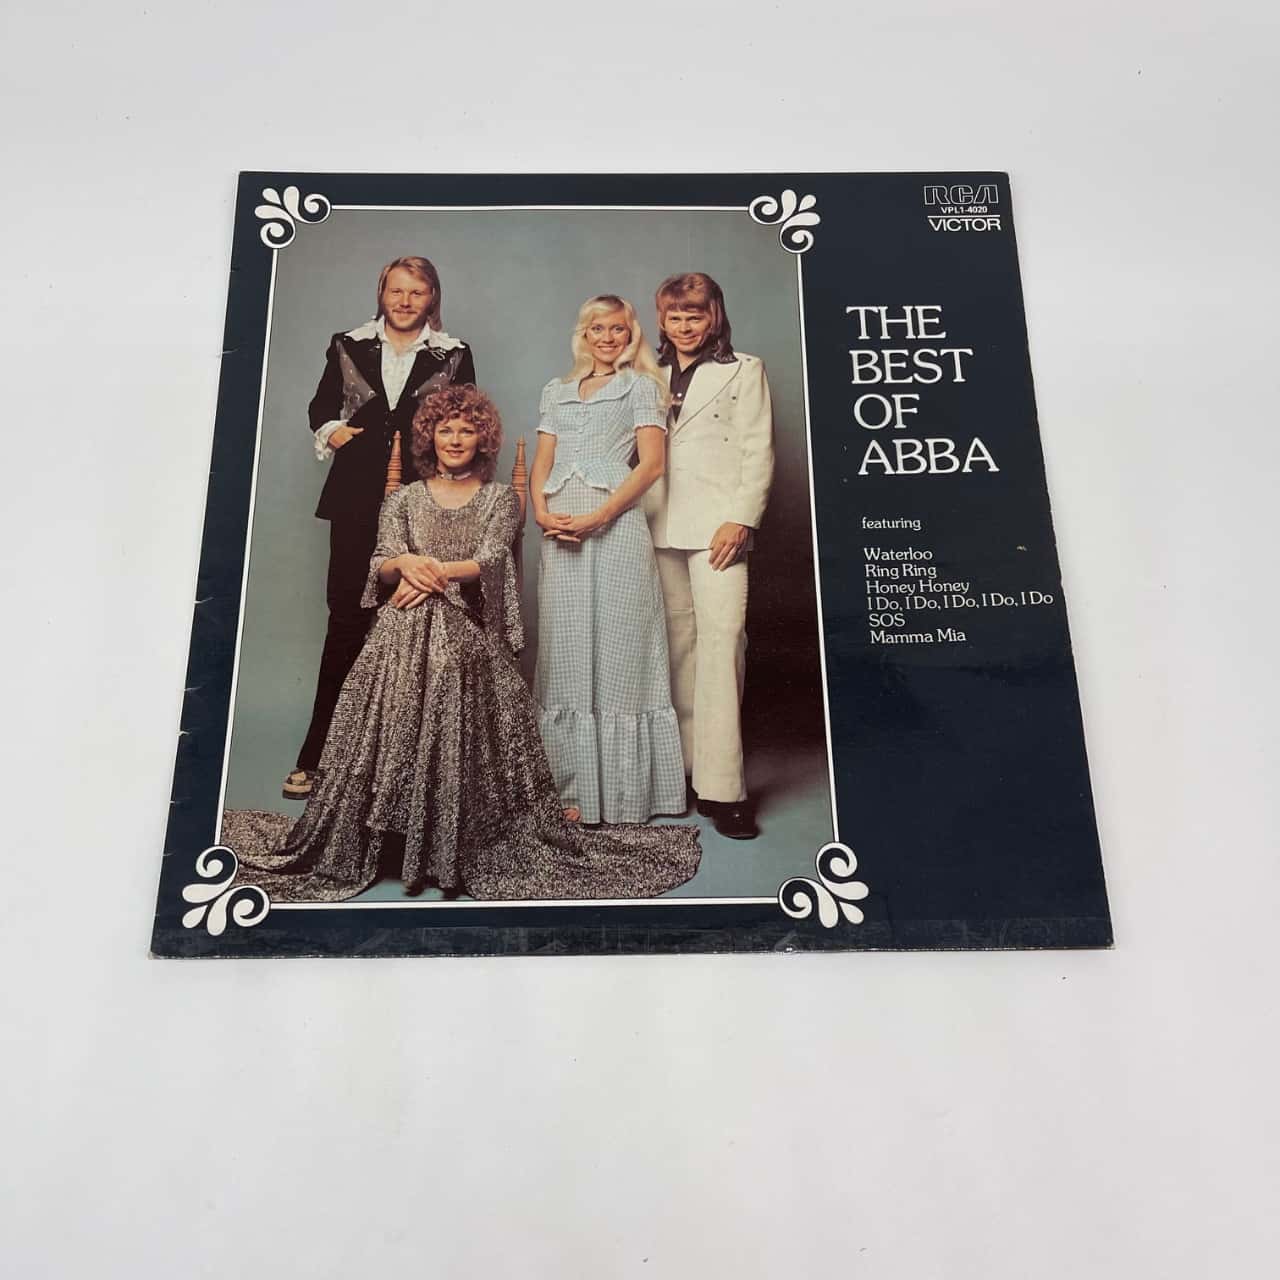 RCA
VPL1-4020
VICTOR
THE
BEST
OF
ABBA
featuring
Waterloo
Ring Ring
Honey Honey
I Do, I Do, I Do, I Do, I Do
SOS
Mamma Mia